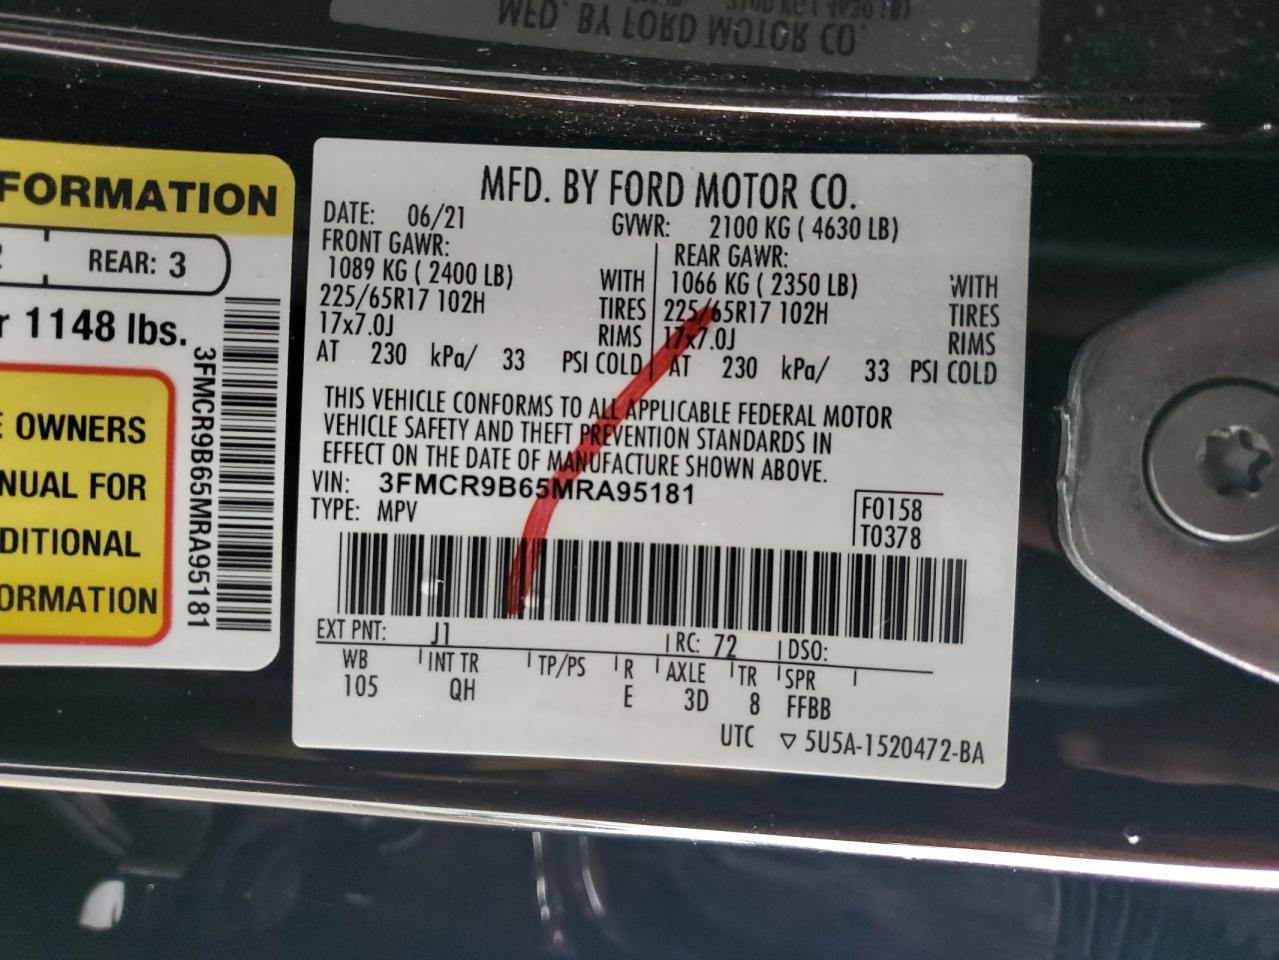 MFD. BY FORD MOTOR CO.
FORMATION
REAR: 3
r 1148 lbs.
E OWNERS
NUAL FOR
DITIONAL
ORMATION
3FMCR9B65MRA95181
MFD. BY FORD MOTOR CO.
DATE: 06/21 GVWR: 2100 KG ( 4630 LB)
FRONT GAWR: REAR GAWR:
1089 KG ( 2400 LB) WITH 1066 KG ( 2350 LB) WITH
225/65R17 102H TIRES 225/65R17 102H TIRES
17x7.0J RIMS 17x7.0J RIMS
AT 230 kPa/ 33 PSI COLD AT 230 kPa/ 33 PSI COLD
THIS VEHICLE CONFORMS TO ALL APPLICABLE FEDERAL MOTOR
VEHICLE SAFETY AND THEFT PREVENTION STANDARDS IN
EFFECT ON THE DATE OF MANUFACTURE SHOWN ABOVE.
VIN: 3FMCR9B65MRA95181
TYPE: MPV
F0158
T0378
EXT PNT: J1 RC: 72 DSO:
WB INT TR TP/PS R AXLE TR SPR
105 QH E 3D 8 FFBB
UTC ▽ 5U5A-1520472-BA